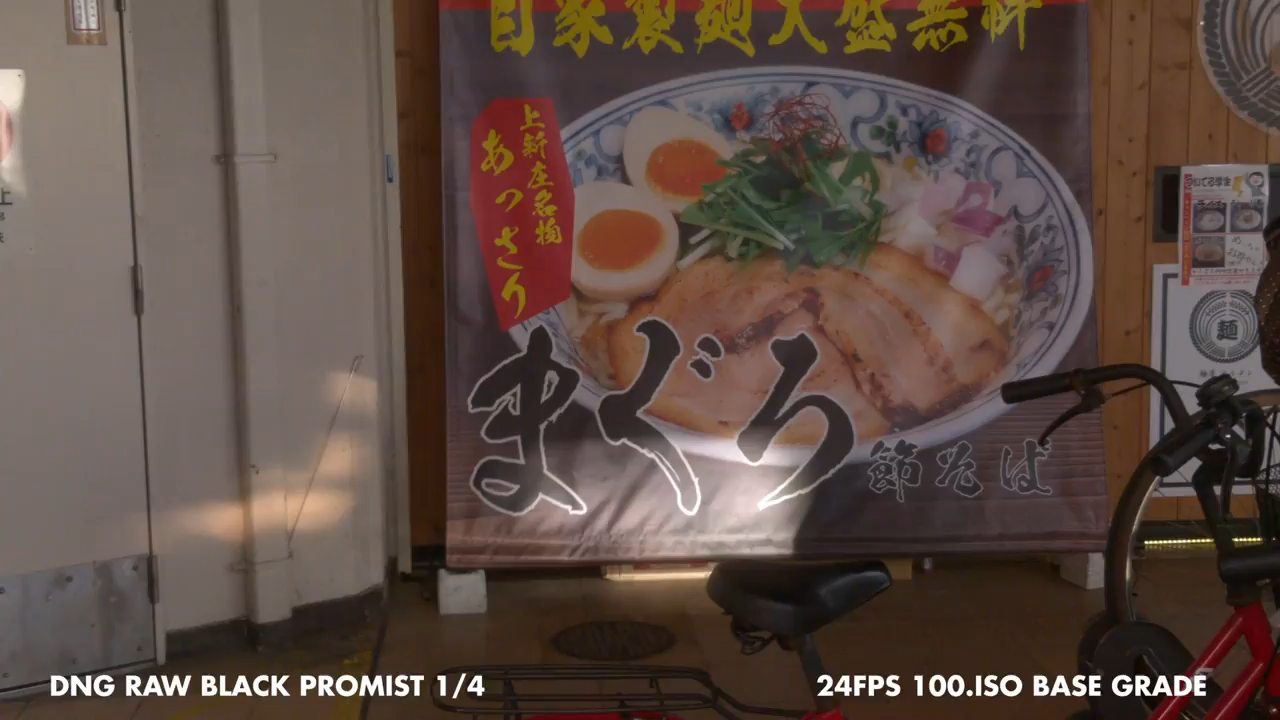 自家製麺大盛無料
上新庄名物
あっさり
まぐろ
節そば
麺
DNG RAW BLACK PROMIST 1/4
24FPS 100.ISO BASE GRADE